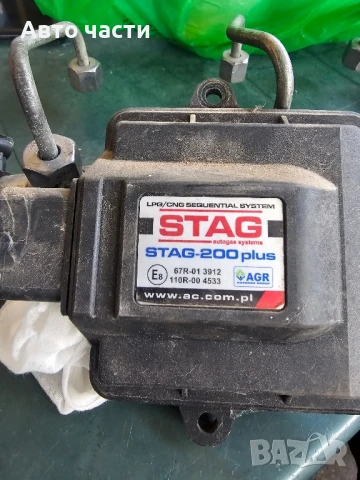 Авто части
LPG/CNG SEQUENTIAL SYSTEM
STAG
autogas systems
STAG-200 plus
E8
67R-01 3912
110R-00 4533
AGR
www.ac.com.pl
BAZAR